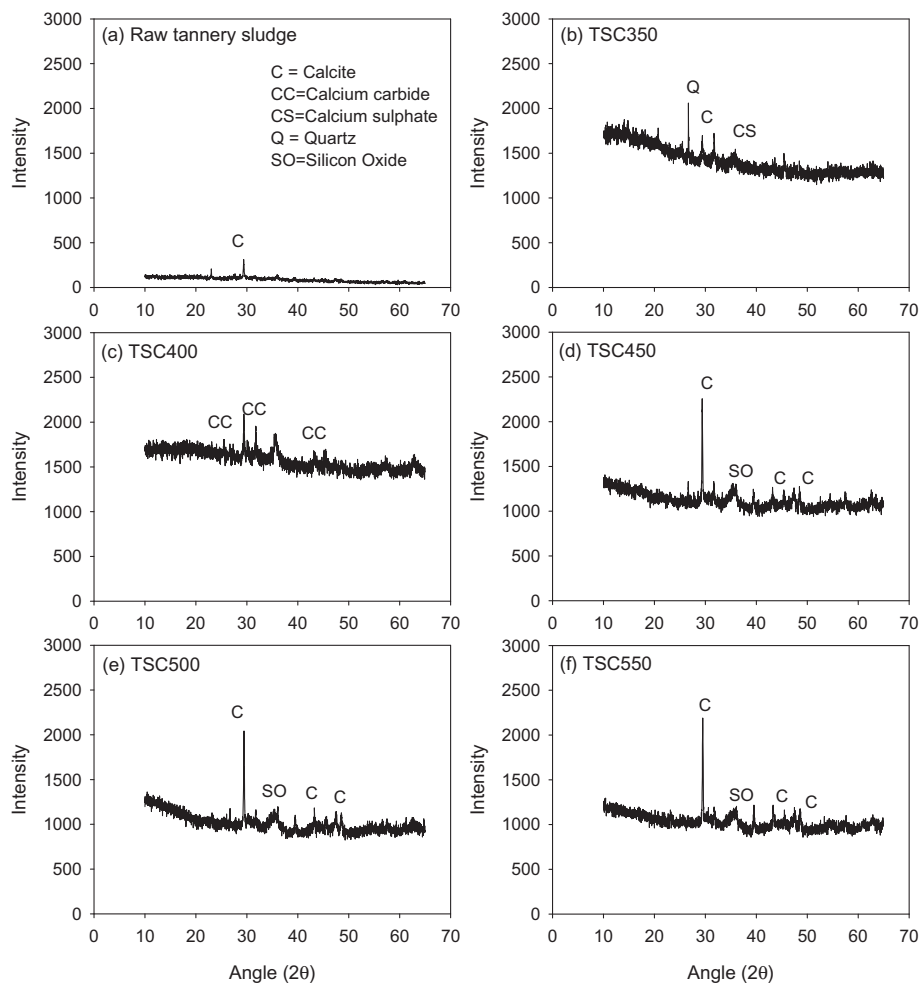 (a) Raw tannery sludge
C = Calcite
CC=Calcium carbide
CS=Calcium sulphate
Q = Quartz
SO=Silicon Oxide
C
Intensity
3000
2500
2000
1500
1000
500
0
0 10 20 30 40 50 60 70
(b) TSC350
Q
C
CS
Intensity
3000
2500
2000
1500
1000
500
0
0 10 20 30 40 50 60 70
(c) TSC400
CC
CC
CC
Intensity
3000
2500
2000
1500
1000
500
0
0 10 20 30 40 50 60 70
(d) TSC450
C
SO
C
C
Intensity
3000
2500
2000
1500
1000
500
0
0 10 20 30 40 50 60 70
(e) TSC500
C
SO
C
C
Intensity
3000
2500
2000
1500
1000
500
0
0 10 20 30 40 50 60 70
Angle (2θ)
(f) TSC550
C
SO
C
C
Intensity
3000
2500
2000
1500
1000
500
0
0 10 20 30 40 50 60 70
Angle (2θ)